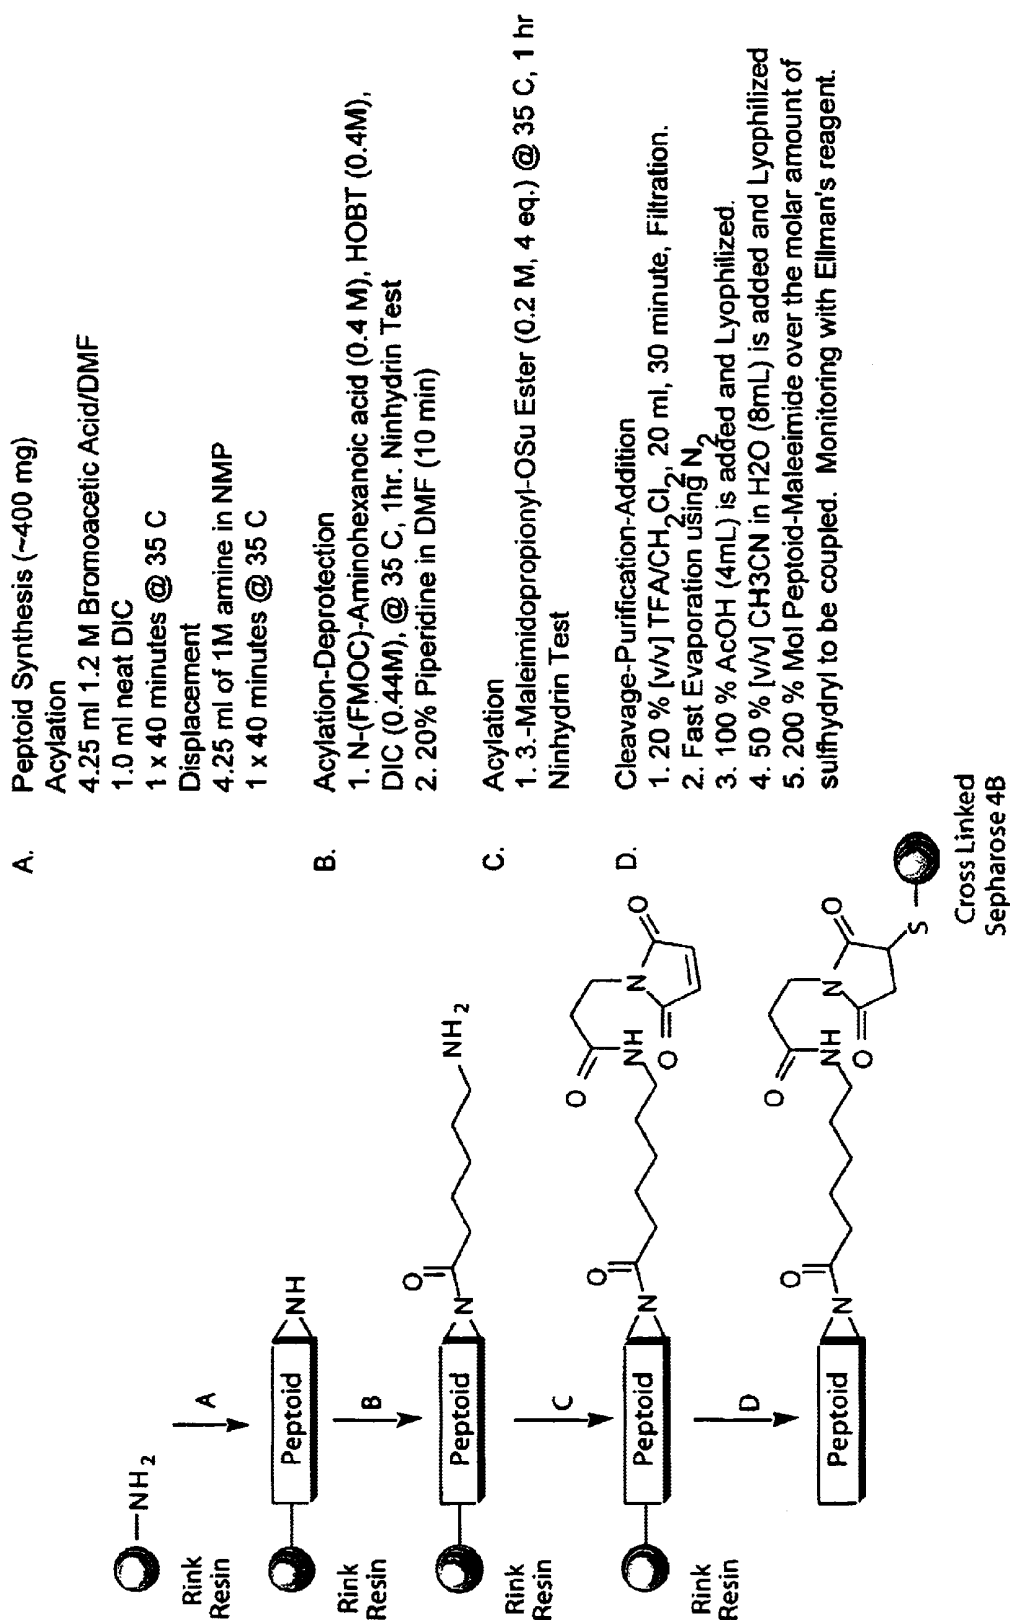 A. Peptoid Synthesis (~400 mg)
Acylation
4.25 ml 1.2 M Bromoacetic Acid/DMF
1.0 ml neat DIC
1 x 40 minutes @ 35 C
Displacement
4.25 ml of 1M amine in NMP
1 x 40 minutes @ 35 C
B. Acylation-Deprotection
1. N-(FMOC)-Aminohexanoic acid (0.4 M), HOBT (0.4M),
DIC (0.44M), @ 35 C, 1hr. Ninhydrin Test
2. 20% Piperidine in DMF (10 min)
C. Acylation
1. 3.-Maleimidopropionyl-OSu Ester (0.2 M, 4 eq.) @ 35 C, 1 hr
Ninhydrin Test
D. Cleavage-Purification-Addition
1. 20 % [v/v] TFA/CH2Cl2, 20 ml, 30 minute, Filtration.
2. Fast Evaporation using N2
3. 100 % AcOH (4mL) is added and Lyophilized.
4. 50 % [v/v] CH3CN in H2O (8mL) is added and Lyophilized
5. 200 % Mol Peptoid-Maleeimide over the molar amount of
sulfhydryl to be coupled. Monitoring with Ellman's reagent.
NH2
Rink
Resin
A
Peptoid
NH
Rink
Resin
B
Peptoid
N
O
NH2
Rink
Resin
C
Peptoid
N
O
NH
O
N
O
O
Rink
Resin
D
Peptoid
N
O
NH
O
N
O
O
S
Cross Linked
Sepharose 4B